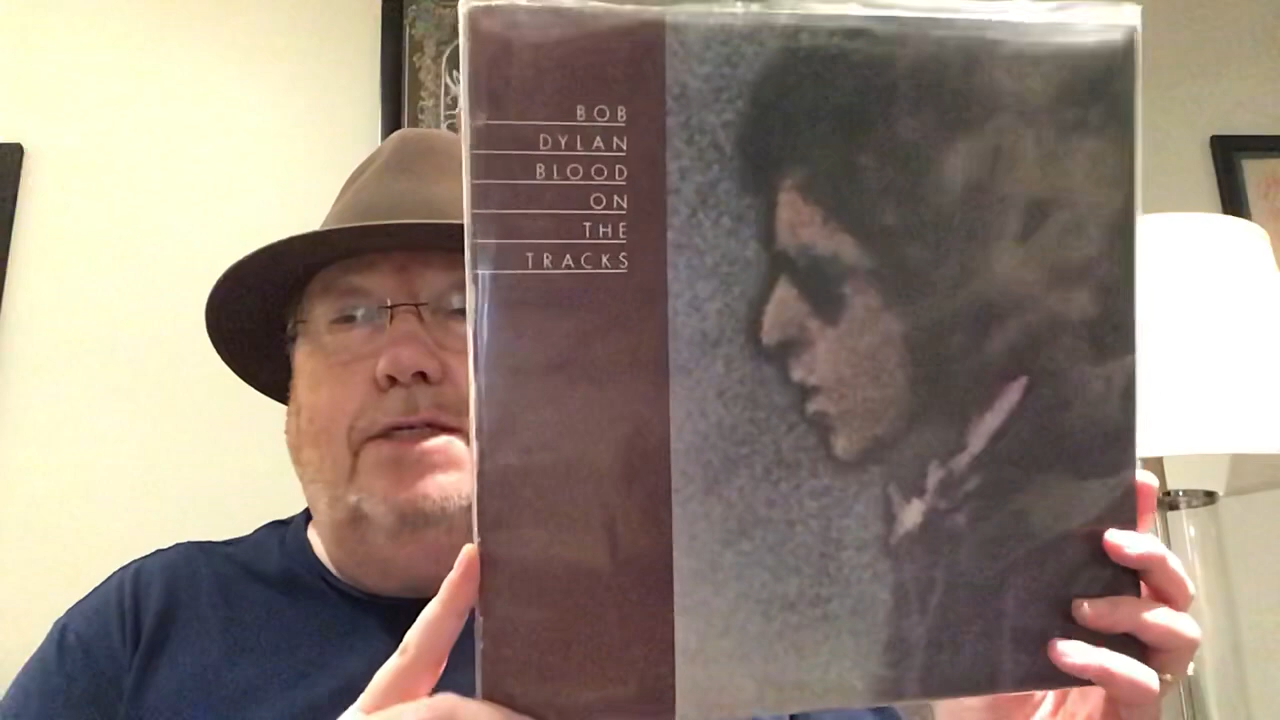 BOB
DYLAN
BLOOD
ON
THE
TRACKS